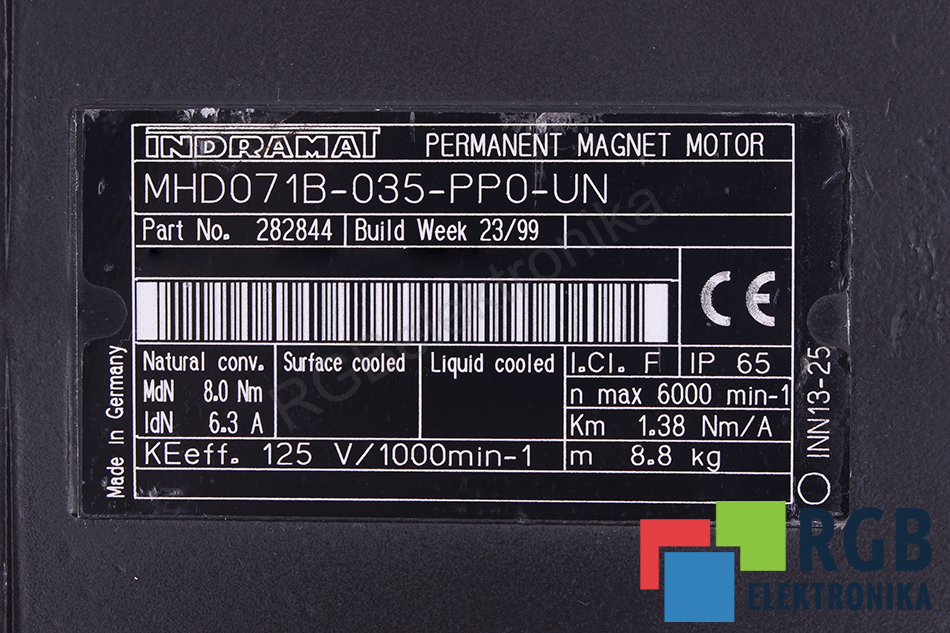 INDRAMAT PERMANENT MAGNET MOTOR
MHD071B-035-PP0-UN
Part No. 282844 Build Week 23/99
CE
Natural conv. Surface cooled Liquid cooled I.Cl. F IP 65
MdN 8.0 Nm n max 6000 min-1
IdN 6.3 A Km 1.38 Nm/A
KEeff. 125 V/1000min-1 m 8.8 kg
Made In Germany
INN13-25
RGB elektronika
RGB
ELEKTRONIKA